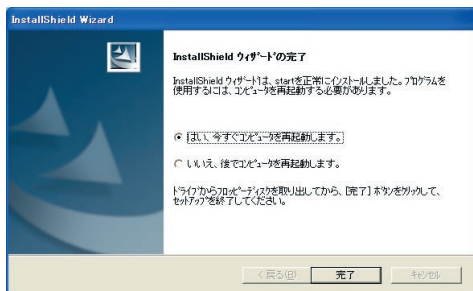 InstallShield Wizard
InstallShield ウィザードの完了
InstallShield ウィザードは、startを正常にインストールしました。プログラムを
使用するには、コンピュータを再起動する必要があります。
はい、今すぐコンピュータを再起動します。
いいえ、後でコンピュータを再起動します。
ドライブからフロッピーディスクを取り出してから、[完了] ボタンをクリックして、
セットアップを終了してください。
< 戻る(B)
完了
キャンセル